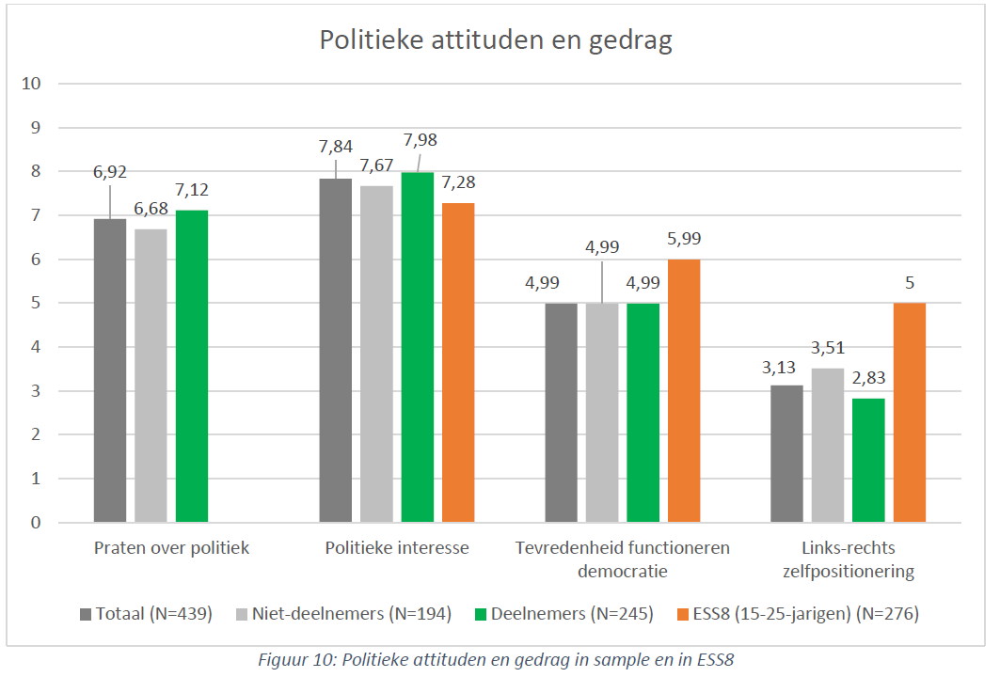 Politieke attituden en gedrag
10
9
8
7
6
5
4
3
2
1
0
6,92
6,68
7,12
7,84
7,67
7,98
7,28
4,99
4,99
4,99
5,99
3,13
3,51
2,83
5
Praten over politiek
Politieke interesse
Tevredenheid functioneren
democratie
Links-rechts
zelfpositionering
Totaal (N=439)
Niet-deelnemers (N=194)
Deelnemers (N=245)
ESS8 (15-25-jarigen) (N=276)
Figuur 10: Politieke attituden en gedrag in sample en in ESS8